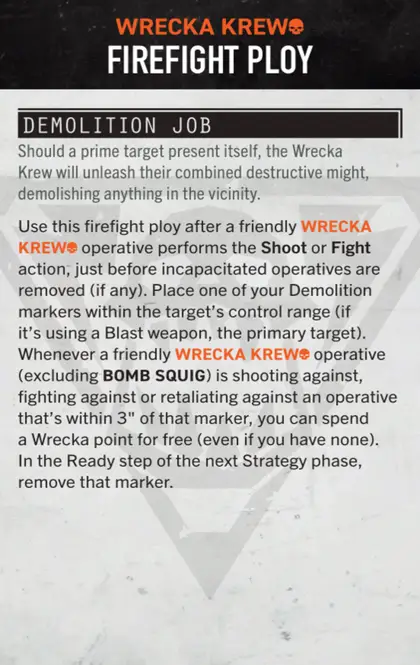 WRECKA KREW
FIREFIGHT PLOY
DEMOLITION JOB
Should a prime target present itself, the Wrecka
Krew will unleash their combined destructive might,
demolishing anything in the vicinity.
Use this firefight ploy after a friendly WRECKA
KREW operative performs the Shoot or Fight
action, just before incapacitated operatives are
removed (if any). Place one of your Demolition
markers within the target's control range (if
it's using a Blast weapon, the primary target).
Whenever a friendly WRECKA KREW operative
(excluding BOMB SQUIG) is shooting against,
fighting against or retaliating against an operative
that's within 3" of that marker, you can spend
a Wrecka point for free (even if you have none).
In the Ready step of the next Strategy phase,
remove that marker.